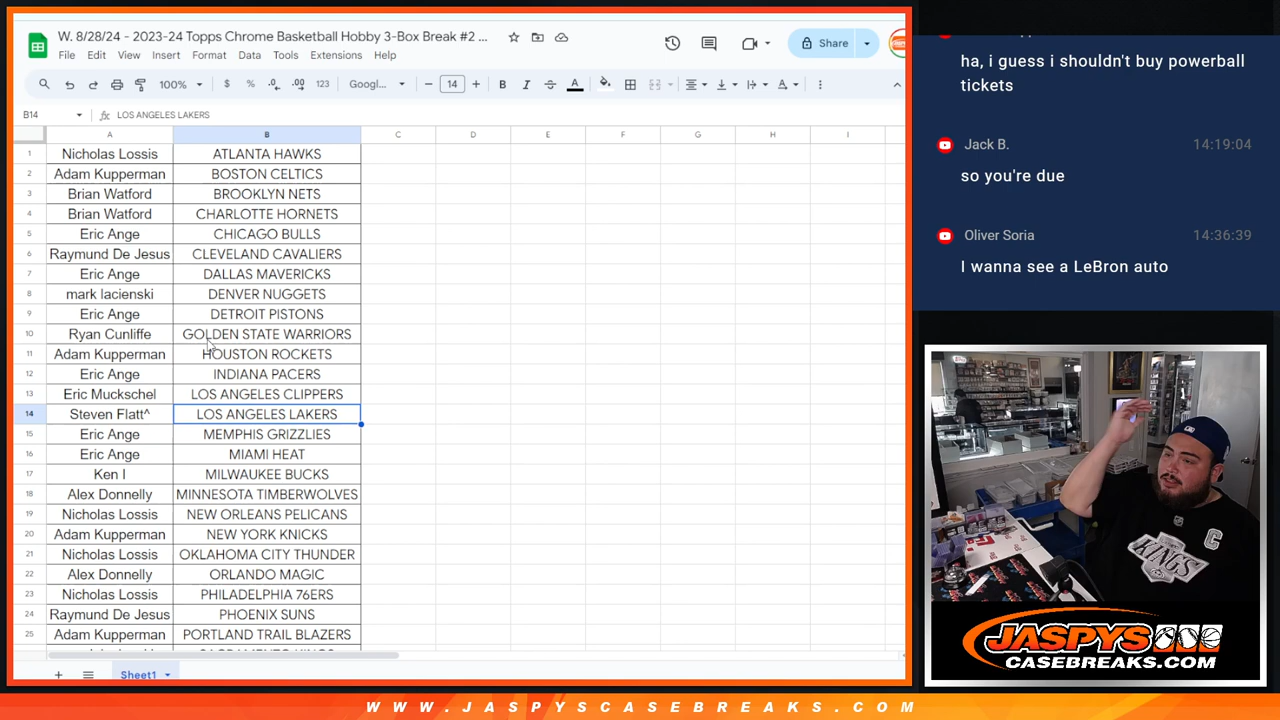 W. 8/28/24 - 2023-24 Topps Chrome Basketball Hobby 3-Box Break #2 ...
File Edit View Insert Format Data Tools Extensions Help
Share
100% $ % .0 .00 123 Googl... 14 B I A
B14 fx LOS ANGELES LAKERS
A B C D E F G H I
1 Nicholas Lossis ATLANTA HAWKS
2 Adam Kupperman BOSTON CELTICS
3 Brian Watford BROOKLYN NETS
4 Brian Watford CHARLOTTE HORNETS
5 Eric Ange CHICAGO BULLS
6 Raymund De Jesus CLEVELAND CAVALIERS
7 Eric Ange DALLAS MAVERICKS
8 mark lacienski DENVER NUGGETS
9 Eric Ange DETROIT PISTONS
10 Ryan Cunliffe GOLDEN STATE WARRIORS
11 Adam Kupperman HOUSTON ROCKETS
12 Eric Ange INDIANA PACERS
13 Eric Muckschel LOS ANGELES CLIPPERS
14 Steven Flatt^ LOS ANGELES LAKERS
15 Eric Ange MEMPHIS GRIZZLIES
16 Eric Ange MIAMI HEAT
17 Ken I MILWAUKEE BUCKS
18 Alex Donnelly MINNESOTA TIMBERWOLVES
19 Nicholas Lossis NEW ORLEANS PELICANS
20 Adam Kupperman NEW YORK KNICKS
21 Nicholas Lossis OKLAHOMA CITY THUNDER
22 Alex Donnelly ORLANDO MAGIC
23 Nicholas Lossis PHILADELPHIA 76ERS
24 Raymund De Jesus PHOENIX SUNS
25 Adam Kupperman PORTLAND TRAIL BLAZERS
Sheet1
ha, i guess i shouldn't buy powerball
tickets
Jack B. 14:19:04
so you're due
Oliver Soria 14:36:39
I wanna see a LeBron auto
C
KINGS
JASPYS
CASEBREAKS.COM
WWW.JASPYSCASEBREAKS.COM